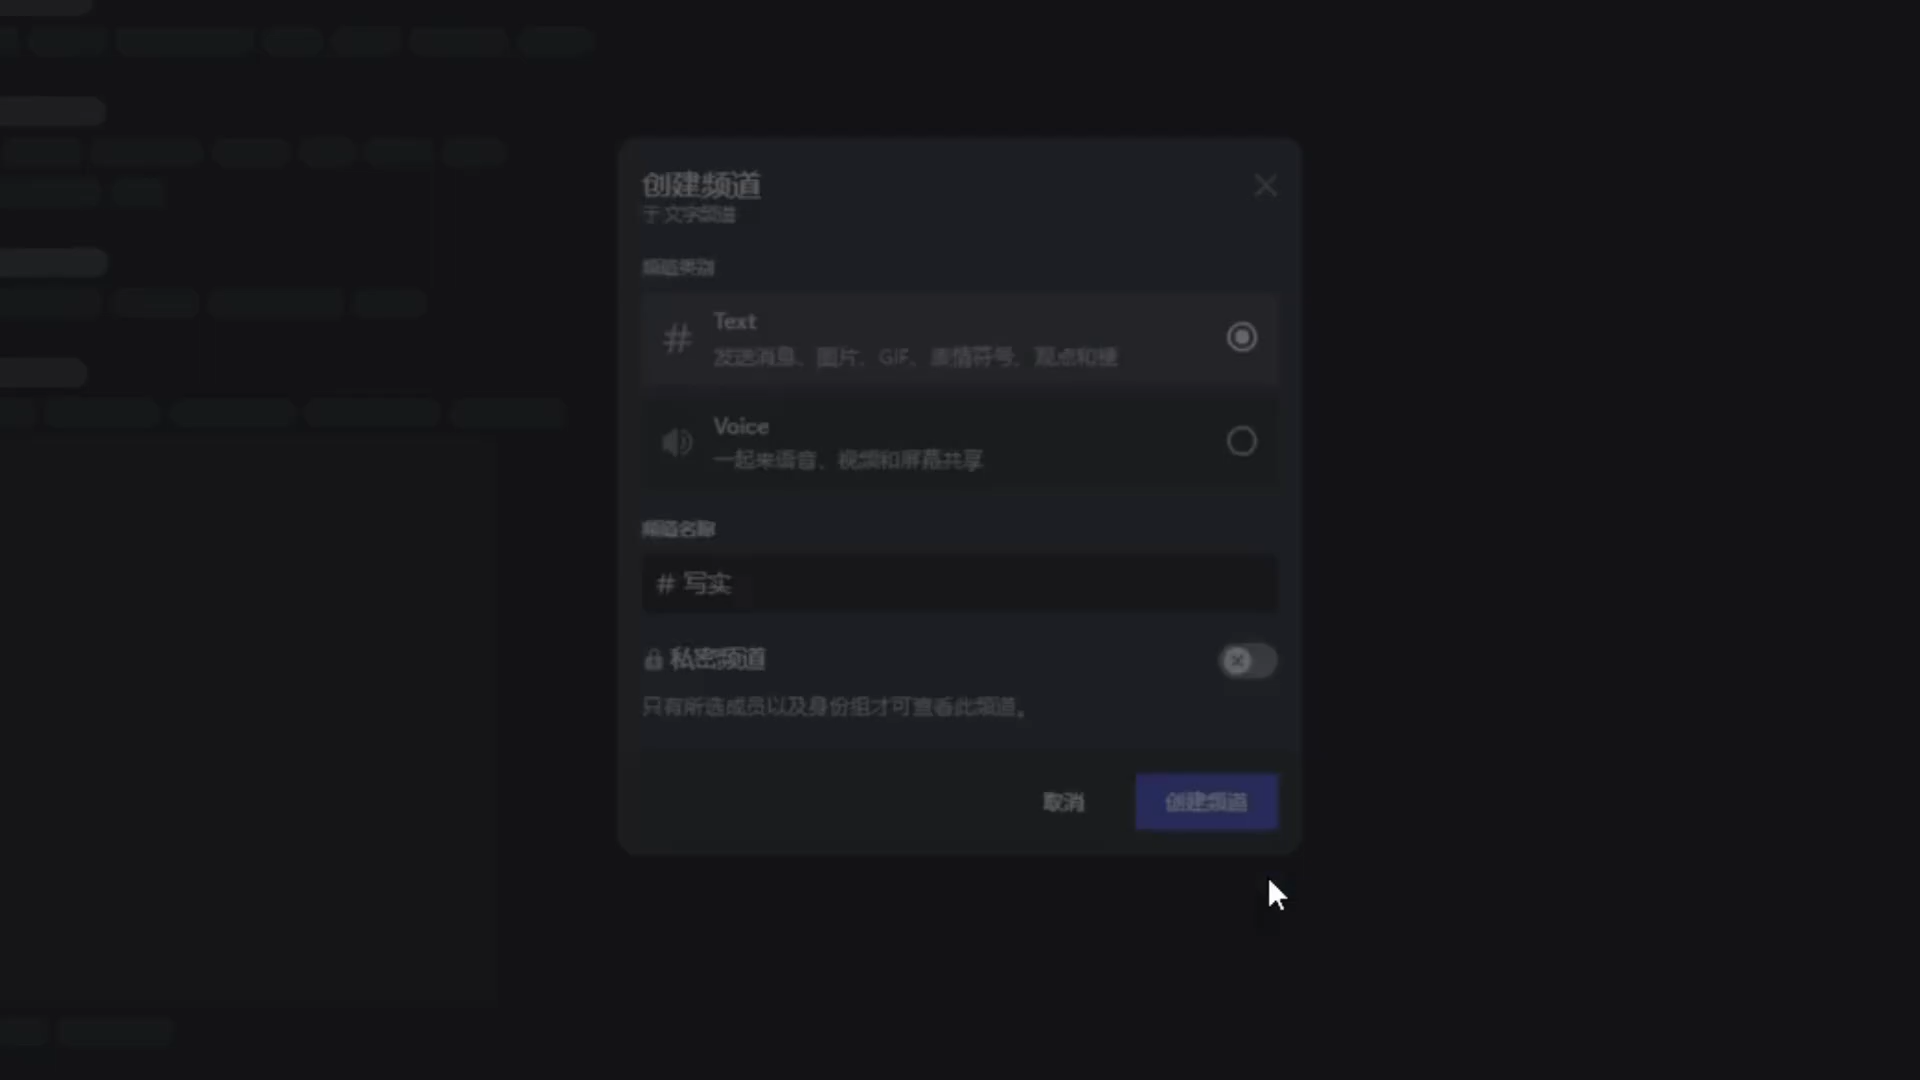 创建频道
于 文字频道
频道类别
Text
发送消息、图片、GIF、表情符号、观点和梗
Voice
一起来语音、视频和屏幕共享
频道名称
# 写实
私密频道
只有所选成员以及身份组才可查看此频道。
取消
创建频道